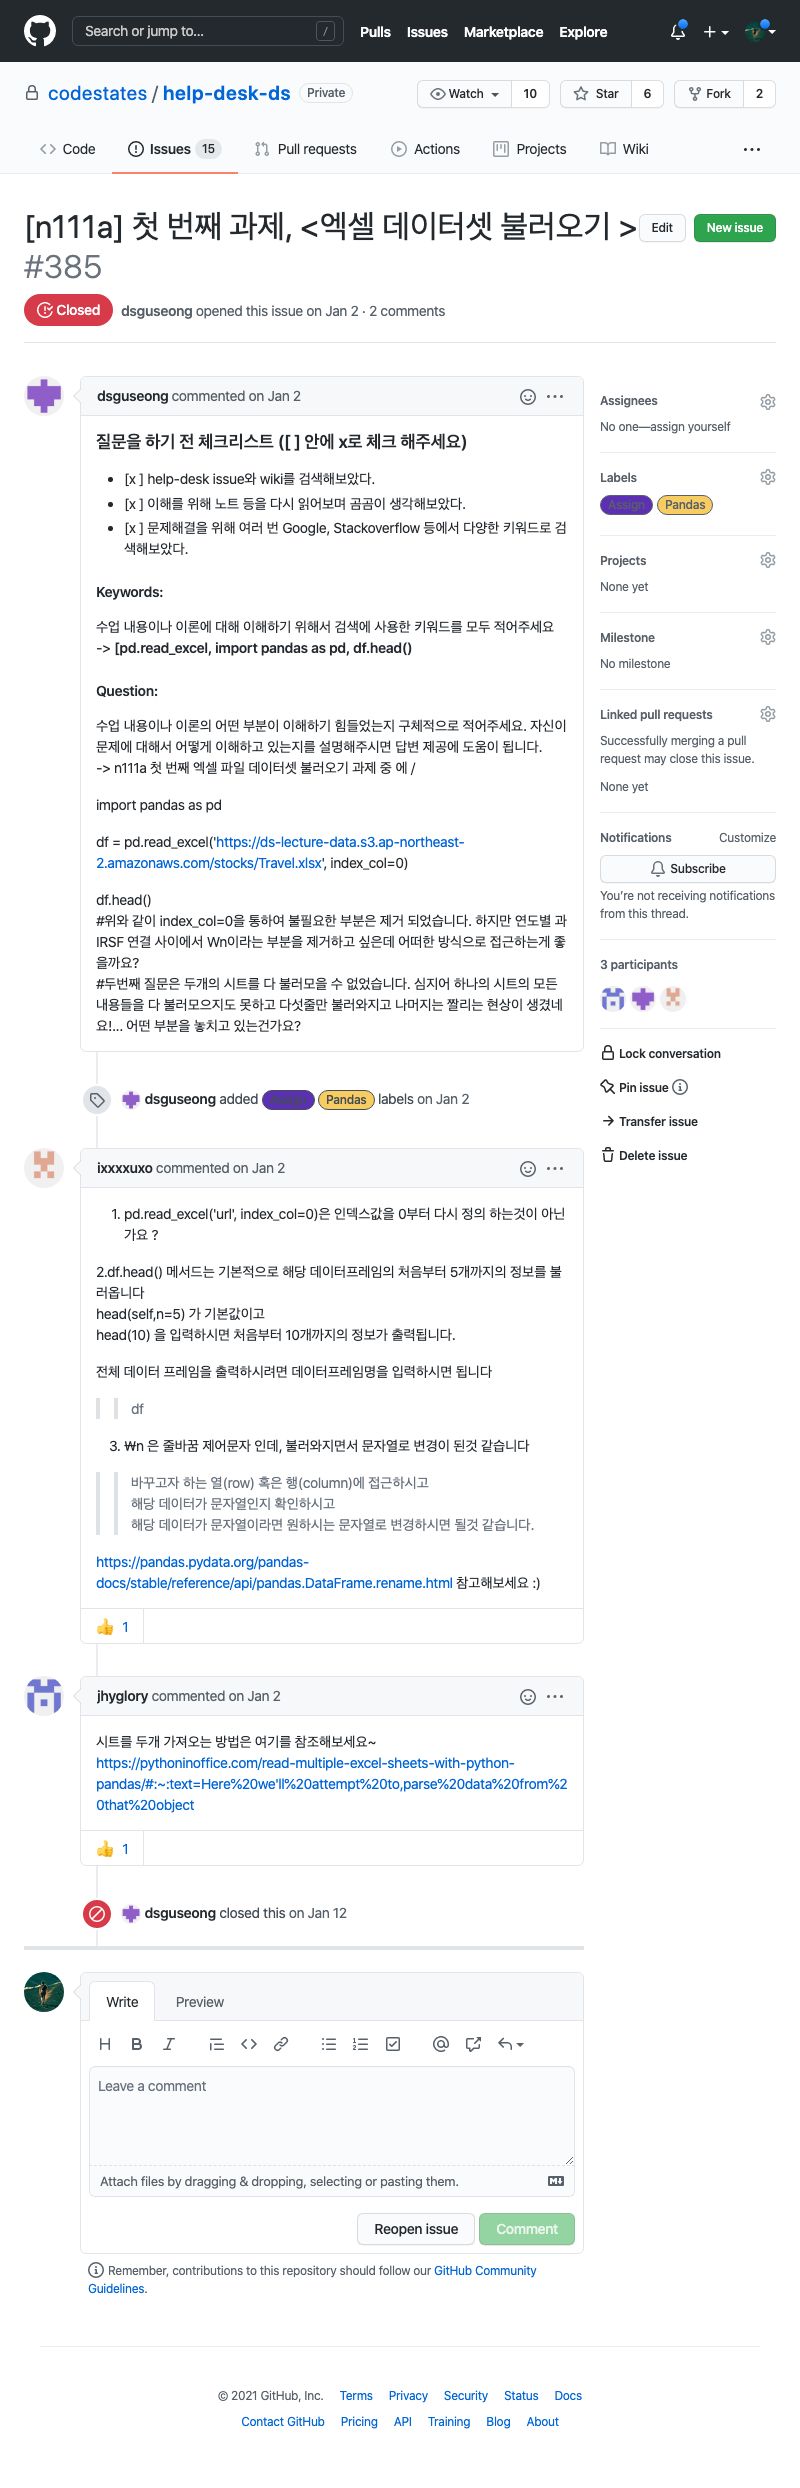 Search or jump to... /
Pulls Issues Marketplace Explore
codestates / help-desk-ds Private
Watch 10 Star 6 Fork 2
Code Issues 15 Pull requests Actions Projects Wiki
[n111a] 첫 번째 과제, <엑셀 데이터셋 불러오기 >
#385
Edit New issue
Closed dsguseong opened this issue on Jan 2 · 2 comments
dsguseong commented on Jan 2
질문을 하기 전 체크리스트 ([ ] 안에 x로 체크 해주세요)
• [x ] help-desk issue와 wiki를 검색해보았다.
• [x ] 이해를 위해 노트 등을 다시 읽어보며 곰곰이 생각해보았다.
• [x ] 문제해결을 위해 여러 번 Google, Stackoverflow 등에서 다양한 키워드로 검
색해보았다.
Keywords:
수업 내용이나 이론에 대해 이해하기 위해서 검색에 사용한 키워드를 모두 적어주세요
-> [pd.read_excel, import pandas as pd, df.head()
Question:
수업 내용이나 이론의 어떤 부분이 이해하기 힘들었는지 구체적으로 적어주세요. 자신이
문제에 대해서 어떻게 이해하고 있는지를 설명해주시면 답변 제공에 도움이 됩니다.
-> n111a 첫 번째 엑셀 파일 데이터셋 불러오기 과제 중 에 /
import pandas as pd
df = pd.read_excel('https://ds-lecture-data.s3.ap-northeast-
2.amazonaws.com/stocks/Travel.xlsx', index_col=0)
df.head()
#위와 같이 index_col=0을 통하여 불필요한 부분은 제거 되었습니다. 하지만 연도별 과
IRSF 연결 사이에서 Wn이라는 부분을 제거하고 싶은데 어떠한 방식으로 접근하는게 좋
을까요?
#두번째 질문은 두개의 시트를 다 불러모을 수 없었습니다. 심지어 하나의 시트의 모든
내용들을 다 불러모으지도 못하고 다섯줄만 불러와지고 나머지는 짤리는 현상이 생겼네
요!... 어떤 부분을 놓치고 있는건가요?
dsguseong added Assign Pandas labels on Jan 2
ixxxxuxo commented on Jan 2
1. pd.read_excel('url', index_col=0)은 인덱스값을 0부터 다시 정의 하는것이 아닌
가요 ?
2.df.head() 메서드는 기본적으로 해당 데이터프레임의 처음부터 5개까지의 정보를 불
러옵니다
head(self,n=5) 가 기본값이고
head(10) 을 입력하시면 처음부터 10개까지의 정보가 출력됩니다.
전체 데이터 프레임을 출력하시려면 데이터프레임명을 입력하시면 됩니다
df
3. ₩n 은 줄바꿈 제어문자 인데, 불러와지면서 문자열로 변경이 된것 같습니다
바꾸고자 하는 열(row) 혹은 행(column)에 접근하시고
해당 데이터가 문자열인지 확인하시고
해당 데이터가 문자열이라면 원하시는 문자열로 변경하시면 될것 같습니다.
https://pandas.pydata.org/pandas-
docs/stable/reference/api/pandas.DataFrame.rename.html 참고해보세요 :)
👍 1
jhyglory commented on Jan 2
시트를 두개 가져오는 방법은 여기를 참조해보세요~
https://pythoninoffice.com/read-multiple-excel-sheets-with-python-
pandas/#:~:text=Here%20we'll%20attempt%20to,parse%20data%20from%2
0that%20object
👍 1
dsguseong closed this on Jan 12
Write Preview
Leave a comment
Attach files by dragging & dropping, selecting or pasting them.
Reopen issue Comment
Remember, contributions to this repository should follow our GitHub Community
Guidelines.
Assignees
No one—assign yourself
Labels
Assign Pandas
Projects
None yet
Milestone
No milestone
Linked pull requests
Successfully merging a pull
request may close this issue.
None yet
Notifications Customize
Subscribe
You're not receiving notifications
from this thread.
3 participants
Lock conversation
Pin issue
Transfer issue
Delete issue
© 2021 GitHub, Inc. Terms Privacy Security Status Docs
Contact GitHub Pricing API Training Blog About